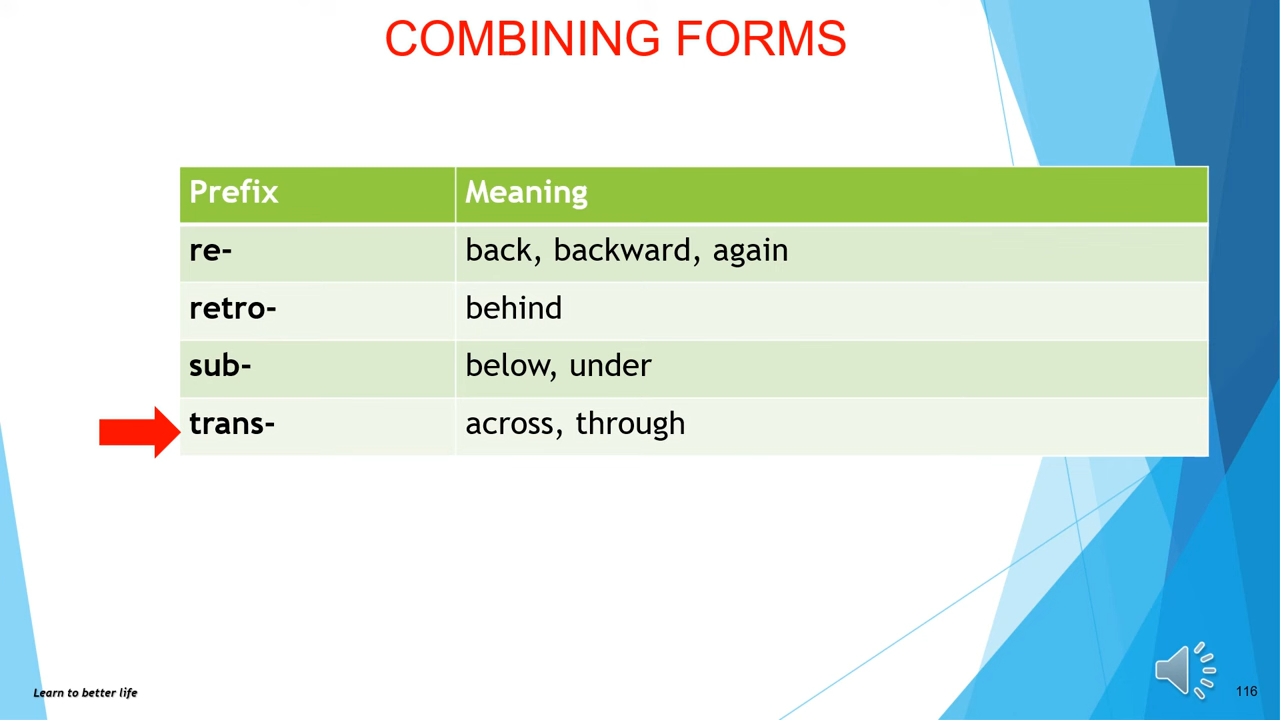 COMBINING FORMS
Prefix Meaning
re- back, backward, again
retro- behind
sub- below, under
trans- across, through
Learn to better life
116